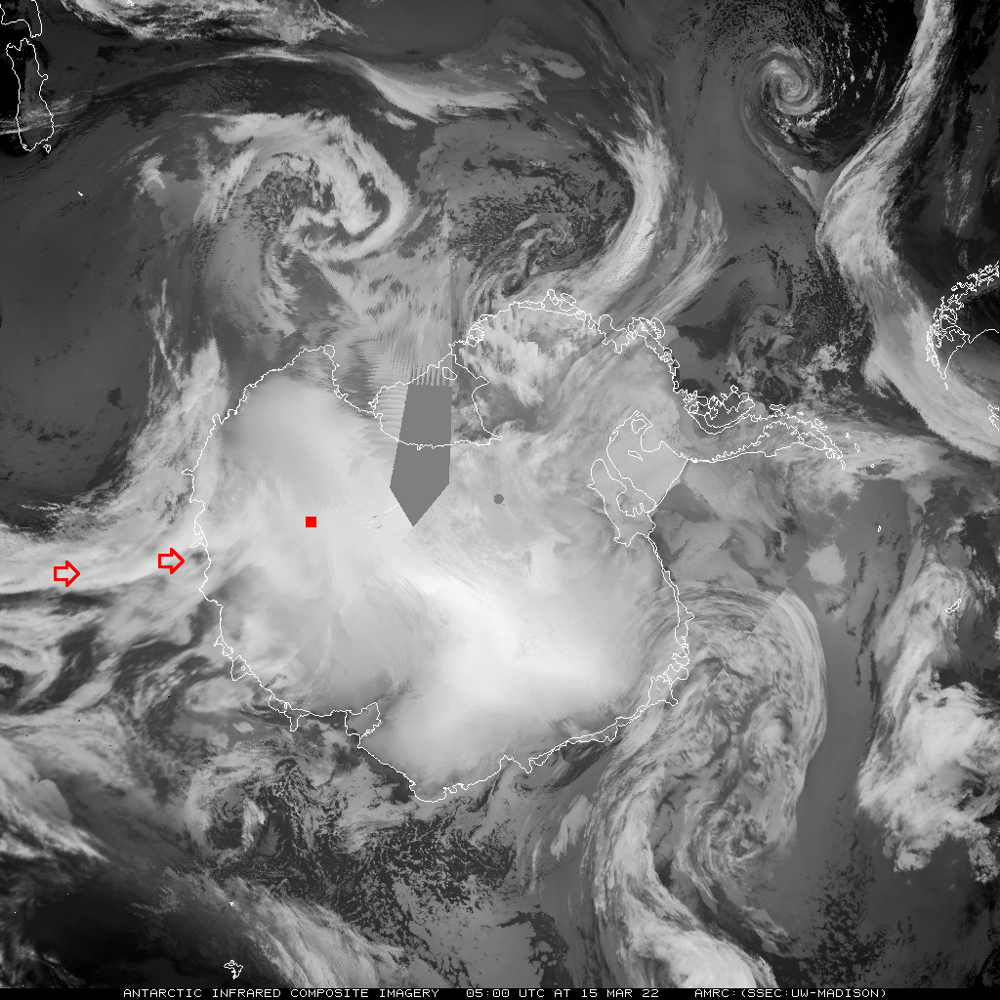 ANTARCTIC INFRARED COMPOSITE IMAGERY 05:00 UTC AT 15 MAR 22 AMRC:(SSEC:UW-MADISON)